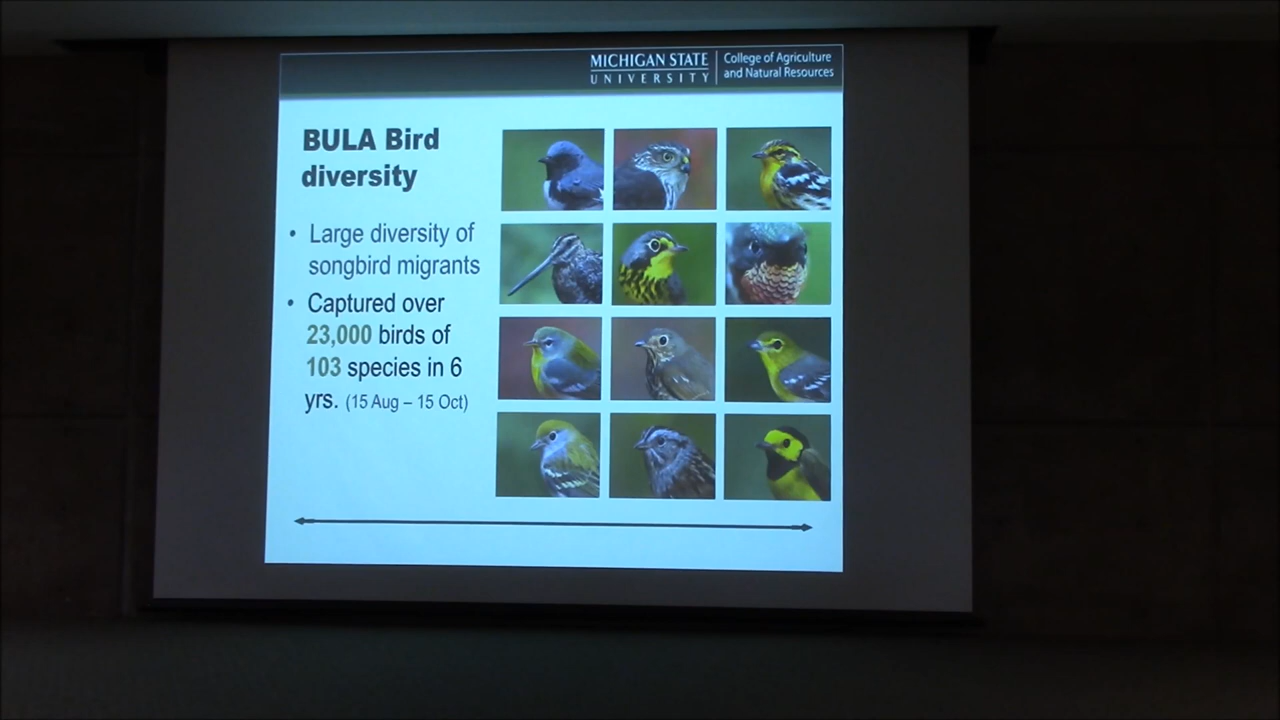 MICHIGAN STATE
UNIVERSITY
College of Agriculture
and Natural Resources
BULA Bird
diversity
• Large diversity of
songbird migrants
• Captured over
23,000 birds of
103 species in 6
yrs. (15 Aug – 15 Oct)